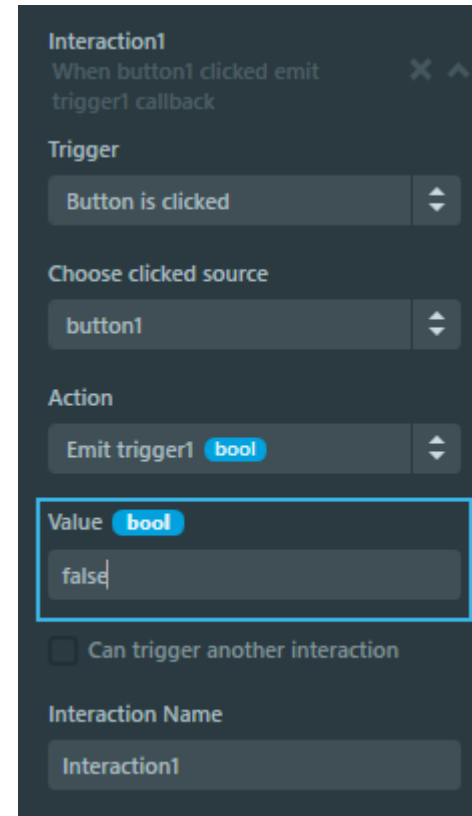 Interaction1
When button1 clicked emit
trigger1 callback
Trigger
Button is clicked
Choose clicked source
button1
Action
Emit trigger1 bool
Value bool
false
Can trigger another interaction
Interaction Name
Interaction1